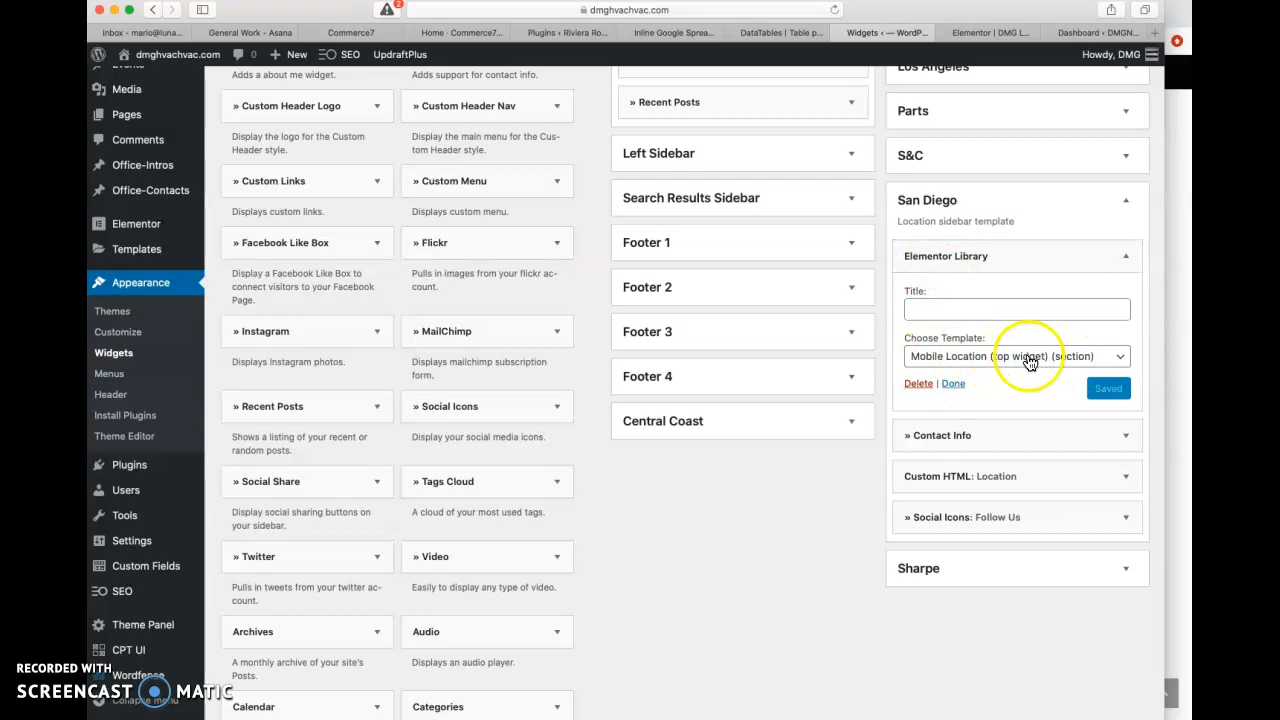 dmghvachvac.com
2
Inbox - mario@luna...
General Work - Asana
Commerce7
Home · Commerce7...
Plugins ‹ Riviera Ro...
Inline Google Sprea...
DataTables | Table p...
Widgets ‹ — WordP...
Elementor | DMG L...
Dashboard ‹ DMGN...
dmghvachvac.com
0
New
SEO
UpdraftPlus
Howdy, DMG
Media
Pages
Comments
Office-Intros
Office-Contacts
Elementor
Templates
Appearance
Themes
Customize
Widgets
Menus
Header
Install Plugins
Theme Editor
Plugins
Users
Tools
Settings
Custom Fields
SEO
Theme Panel
CPT UI
Wordfence
Collapse menu
Adds a about me widget.
Adds support for contact info.
» Custom Header Logo
» Custom Header Nav
Display the logo for the Custom
Header style.
Display the main menu for the Cus-
tom Header style.
» Custom Links
» Custom Menu
Displays custom links.
Displays custom menu.
» Facebook Like Box
» Flickr
Display a Facebook Like Box to
connect visitors to your Facebook
Page.
Pulls in images from your flickr ac-
count.
» Instagram
» MailChimp
Displays Instagram photos.
Displays mailchimp subscription
form.
» Recent Posts
» Social Icons
Shows a listing of your recent or
random posts.
Display your social media icons.
» Social Share
» Tags Cloud
Display social sharing buttons on
your sidebar.
A cloud of your most used tags.
» Twitter
» Video
Pulls in tweets from your twitter ac-
count.
Easily to display any type of video.
Archives
Audio
A monthly archive of your site's
Posts.
Displays an audio player.
Calendar
Categories
» Recent Posts
Left Sidebar
Search Results Sidebar
Footer 1
Footer 2
Footer 3
Footer 4
Central Coast
Los Angeles
Parts
S&C
San Diego
Location sidebar template
Elementor Library
Title:
Choose Template:
Mobile Location (top widget) (section)
Delete | Done
Saved
» Contact Info
Custom HTML: Location
» Social Icons: Follow Us
Sharpe
RECORDED WITH
SCREENCAST MATIC